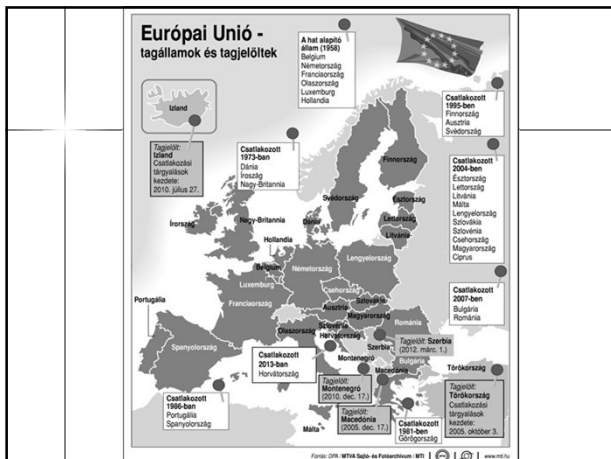 Európai Unió -
tagállamok és tagjelöltek
A hat alapító
állam (1958)
Belgium
Németország
Franciaország
Olaszország
Luxemburg
Hollandia
Izland
Tagjelölt:
Izland
Csatlakozási
tárgyalások
kezdete:
2010. július 27.
Csatlakozott
1973-ban
Dánia
Íroszág
Nagy-Britannia
Csatlakozott
1995-ben
Finnország
Ausztria
Svédország
Csatlakozott
2004-ben
Észtország
Lettország
Litvánia
Málta
Lengyelország
Szlovákia
Szlovénia
Csehország
Magyarország
Ciprus
Csatlakozott
2007-ben
Bulgária
Románia
Finnország
Svédország
Észtország
Lettország
Litvánia
Dánia
Írország
Nagy-Britannia
Hollandia
Belgium
Németország
Lengyelország
Luxemburg
Csehország
Franciaország
Szlovákia
Ausztria
Magyarország
Románia
Portugália
Spanyolország
Olaszország
Szlovénia
Horvátország
Szerbia
Tagjelölt: Szerbia
(2012. márc. 1.)
Bulgária
Montenegró
Macedónia
Törökország
Csatlakozott
2013-ban
Horvátország
Tagjelölt:
Montenegró
(2010. dec. 17.)
Tagjelölt:
Macedónia
(2005. dec. 17.)
Tagjelölt:
Törökország
Csatlakozási
tárgyalások
kezdete:
2005. október 3.
Csatlakozott
1986-ban
Portugália
Spanyolország
Málta
Csatlakozott
1981-ben
Görögország
Forrás: DPA / MTVA Sajtó- és Fotóarchívum / MTI
www.mti.hu